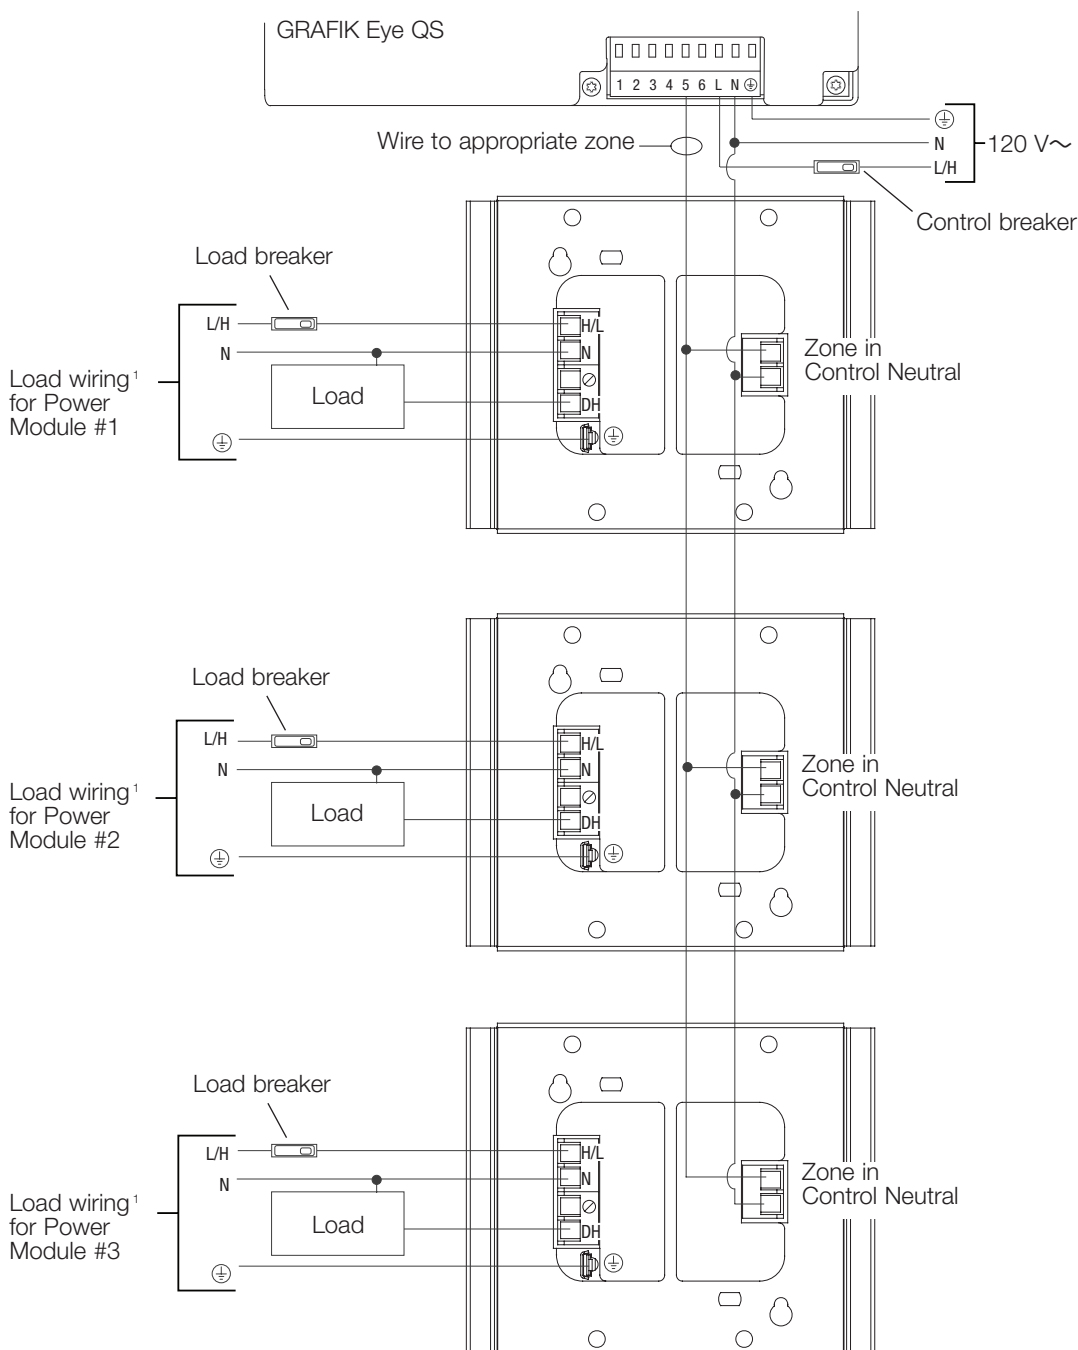 GRAFIK Eye QS
1 2 3 4 5 6 L N
Wire to appropriate zone
N
120 V~
L/H
Control breaker
Load breaker
L/H
H/L
N
N
Zone in
Control Neutral
Load wiring¹
for Power
Module #1
Load
DH
Load breaker
L/H
H/L
N
N
Zone in
Control Neutral
Load wiring¹
for Power
Module #2
Load
DH
Load breaker
L/H
H/L
N
N
Zone in
Control Neutral
Load wiring¹
for Power
Module #3
Load
DH